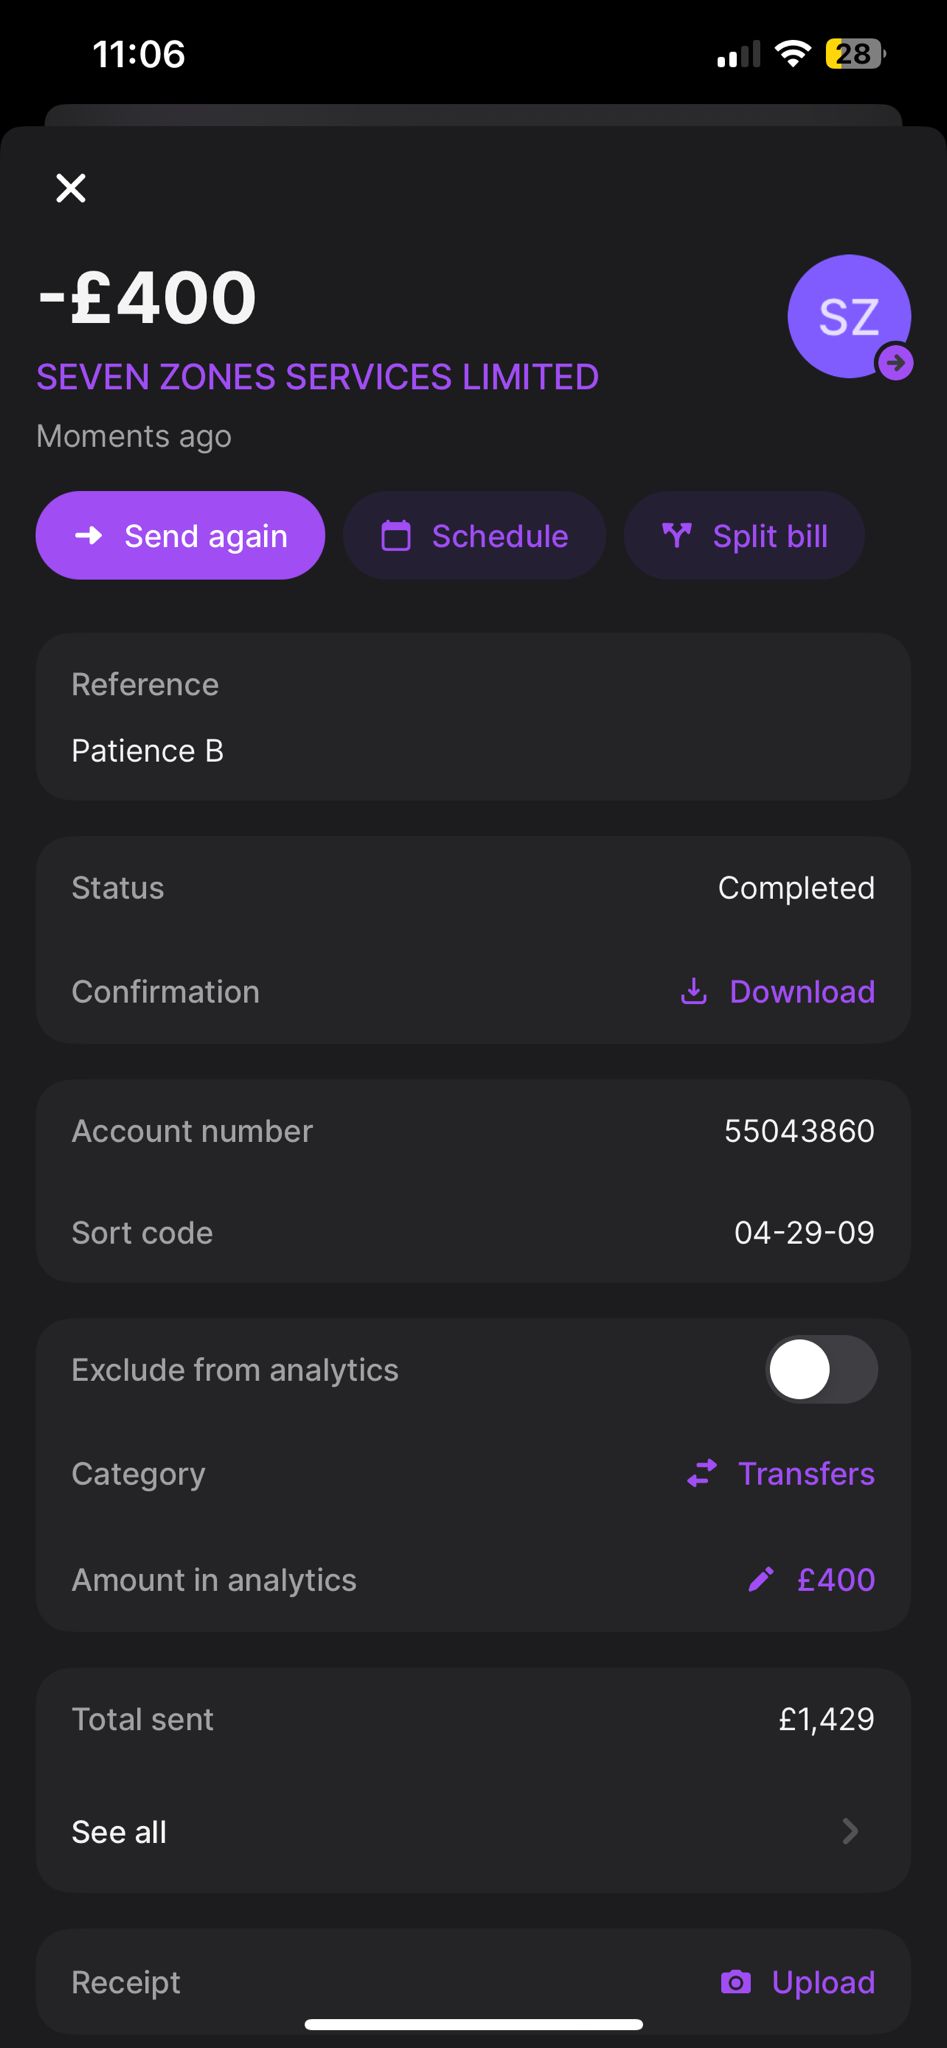 11:06
28
-£400
SZ
SEVEN ZONES SERVICES LIMITED
Moments ago
Send again
Schedule
Split bill
Reference
Patience B
Status Completed
Confirmation Download
Account number 55043860
Sort code 04-29-09
Exclude from analytics
Category Transfers
Amount in analytics £400
Total sent £1,429
See all
Receipt Upload